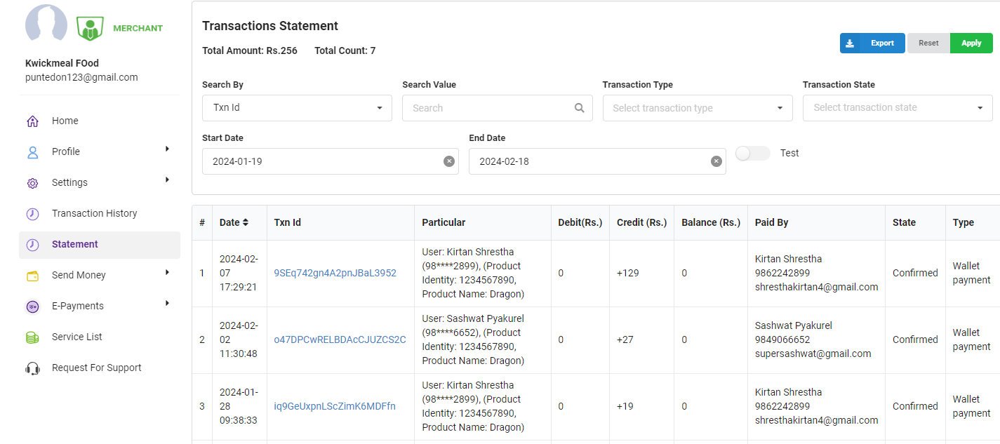 MERCHANT
Kwickmeal FOod
puntedon123@gmail.com
Home
Profile
Settings
Transaction History
Statement
Send Money
E-Payments
Service List
Request For Support
Transactions Statement
Total Amount: Rs.256 Total Count: 7
Export Reset Apply
Search By Search Value Transaction Type Transaction State
Txn Id Search Select transaction type Select transaction state
Start Date End Date
2024-01-19 2024-02-18 Test
# Date Txn Id Particular Debit(Rs.) Credit (Rs.) Balance (Rs.) Paid By State Type
1
2024-02-
07
17:29:21
9SEq742gn4A2pnJBaL3952
User: Kirtan Shrestha
(98****2899), (Product
Identity: 1234567890,
Product Name: Dragon)
0
+129
0
Kirtan Shrestha
9862242899
shresthakirtan4@gmail.com
Confirmed
Wallet
payment
2
2024-02-
02
11:30:48
o47DPCwRELBDAcCJUZCS2C
User: Sashwat Pyakurel
(98****6652), (Product
Identity: 1234567890,
Product Name: Dragon)
0
+27
0
Sashwat Pyakurel
9849066652
supersashwat@gmail.com
Confirmed
Wallet
payment
3
2024-01-
28
09:38:33
iq9GeUxpnLScZimK6MDFfn
User: Kirtan Shrestha
(98****2899), (Product
Identity: 1234567890,
Product Name: Dragon)
0
+19
0
Kirtan Shrestha
9862242899
shresthakirtan4@gmail.com
Confirmed
Wallet
payment